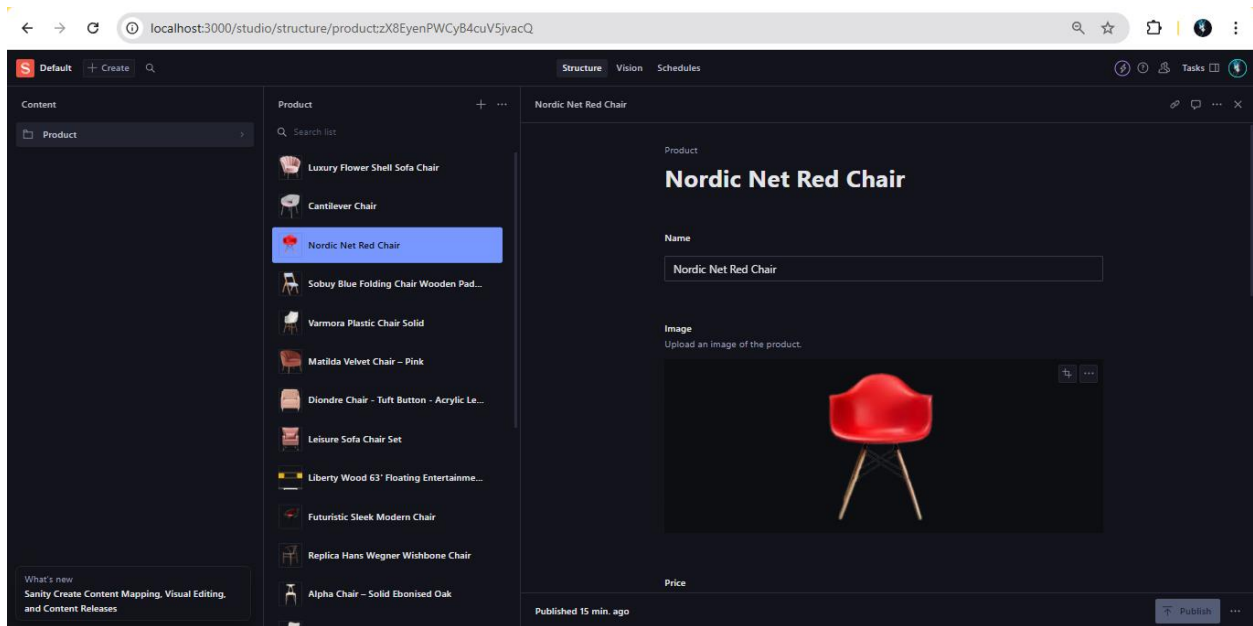 localhost:3000/studio/structure/product;zX8EyenPWCyB4cuV5jvacQ
S Default + Create Structure Vision Schedules Tasks
Content
Product
What's new
Sanity Create Content Mapping, Visual Editing,
and Content Releases
Product
Search list
Luxury Flower Shell Sofa Chair
Cantilever Chair
Nordic Net Red Chair
Sobuy Blue Folding Chair Wooden Pad...
Varmora Plastic Chair Solid
Matilda Velvet Chair – Pink
Diondre Chair - Tuft Button - Acrylic Le...
Leisure Sofa Chair Set
Liberty Wood 63' Floating Entertainme...
Futuristic Sleek Modern Chair
Replica Hans Wegner Wishbone Chair
Alpha Chair – Solid Ebonised Oak
Nordic Net Red Chair
Product
Nordic Net Red Chair
Name
Nordic Net Red Chair
Image
Upload an image of the product.
Price
Published 15 min. ago
Publish